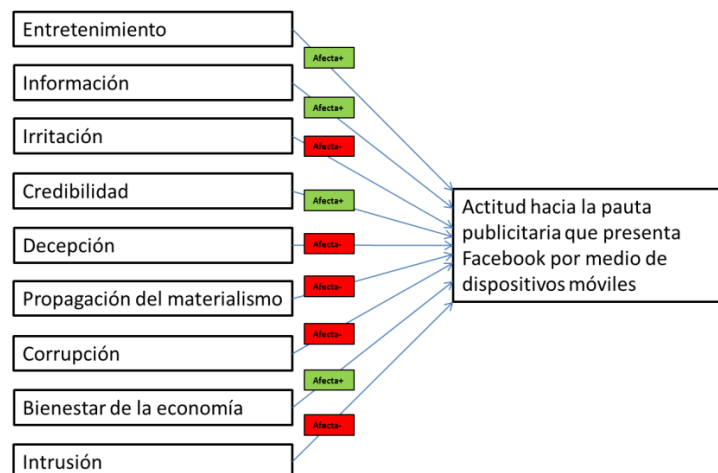 Entretenimiento
Afecta+
Información
Afecta+
Irritación
Afecta-
Credibilidad
Afecta+
Decepción
Afecta-
Propagación del materialismo
Afecta-
Corrupción
Afecta-
Bienestar de la economía
Afecta+
Intrusión
Afecta-
Actitud hacia la pauta
publicitaria que presenta
Facebook por medio de
dispositivos móviles